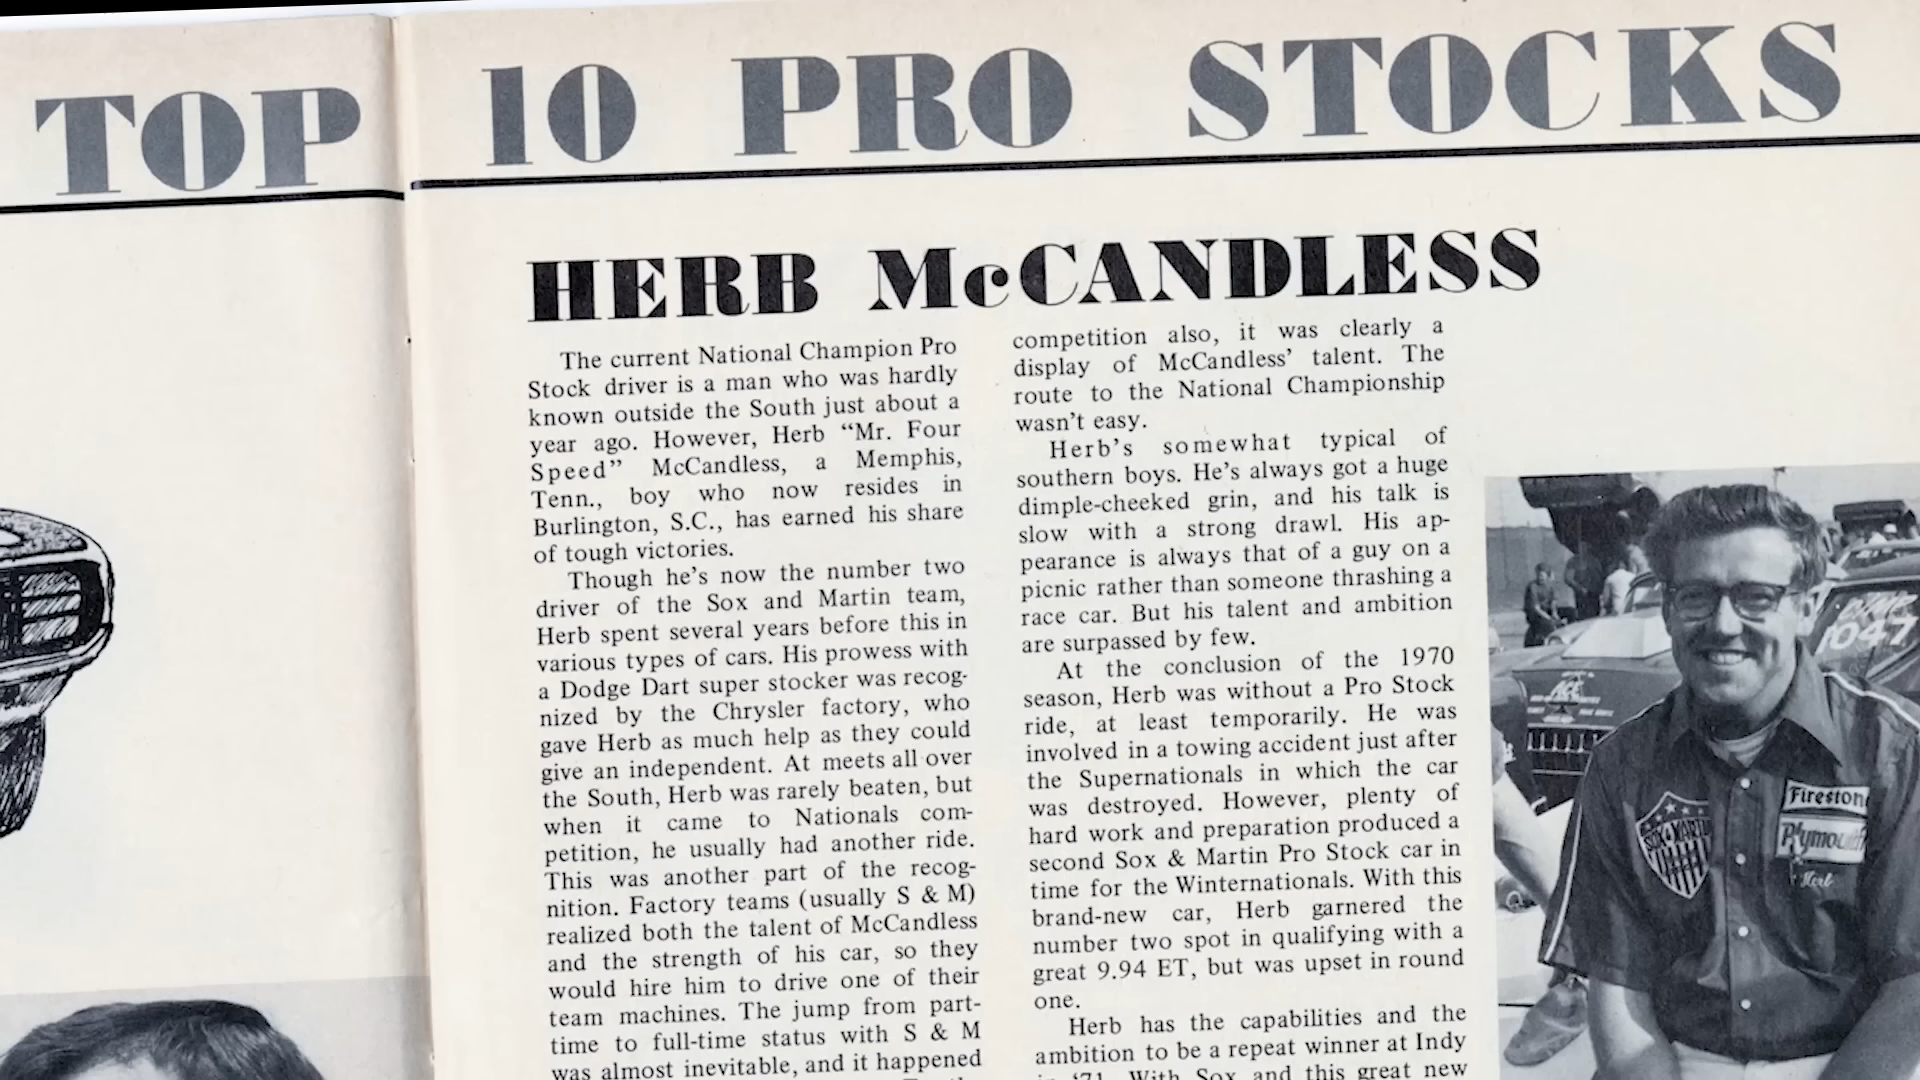 TOP 10 PRO STOCKS
HERB McCANDLESS
The current National Champion Pro
Stock driver is a man who was hardly
known outside the South just about a
year ago. However, Herb “Mr. Four
Speed” McCandless, a Memphis,
Tenn., boy who now resides in
Burlington, S.C., has earned his share
of tough victories.
Though he’s now the number two
driver of the Sox and Martin team,
Herb spent several years before this in
various types of cars. His prowess with
a Dodge Dart super stocker was recog-
nized by the Chrysler factory, who
gave Herb as much help as they could
give an independent. At meets all over
the South, Herb was rarely beaten, but
when it came to Nationals com-
petition, he usually had another ride.
This was another part of the recog-
nition. Factory teams (usually S & M)
realized both the talent of McCandless
and the strength of his car, so they
would hire him to drive one of their
team machines. The jump from part-
time to full-time status with S & M
was almost inevitable, and it happened
competition also, it was clearly a
display of McCandless’ talent. The
route to the National Championship
wasn’t easy.
Herb’s somewhat typical of
southern boys. He’s always got a huge
dimple-cheeked grin, and his talk is
slow with a strong drawl. His ap-
pearance is always that of a guy on a
picnic rather than someone thrashing a
race car. But his talent and ambition
are surpassed by few.
At the conclusion of the 1970
season, Herb was without a Pro Stock
ride, at least temporarily. He was
involved in a towing accident just after
the Supernationals in which the car
was destroyed. However, plenty of
hard work and preparation produced a
second Sox & Martin Pro Stock car in
time for the Winternationals. With this
brand-new car, Herb garnered the
number two spot in qualifying with a
great 9.94 ET, but was upset in round
one.
Herb has the capabilities and the
ambition to be a repeat winner at Indy
in ’71. With Sox and this great new
1047
SOX & MARTIN
Firestone
Plymouth
Herb